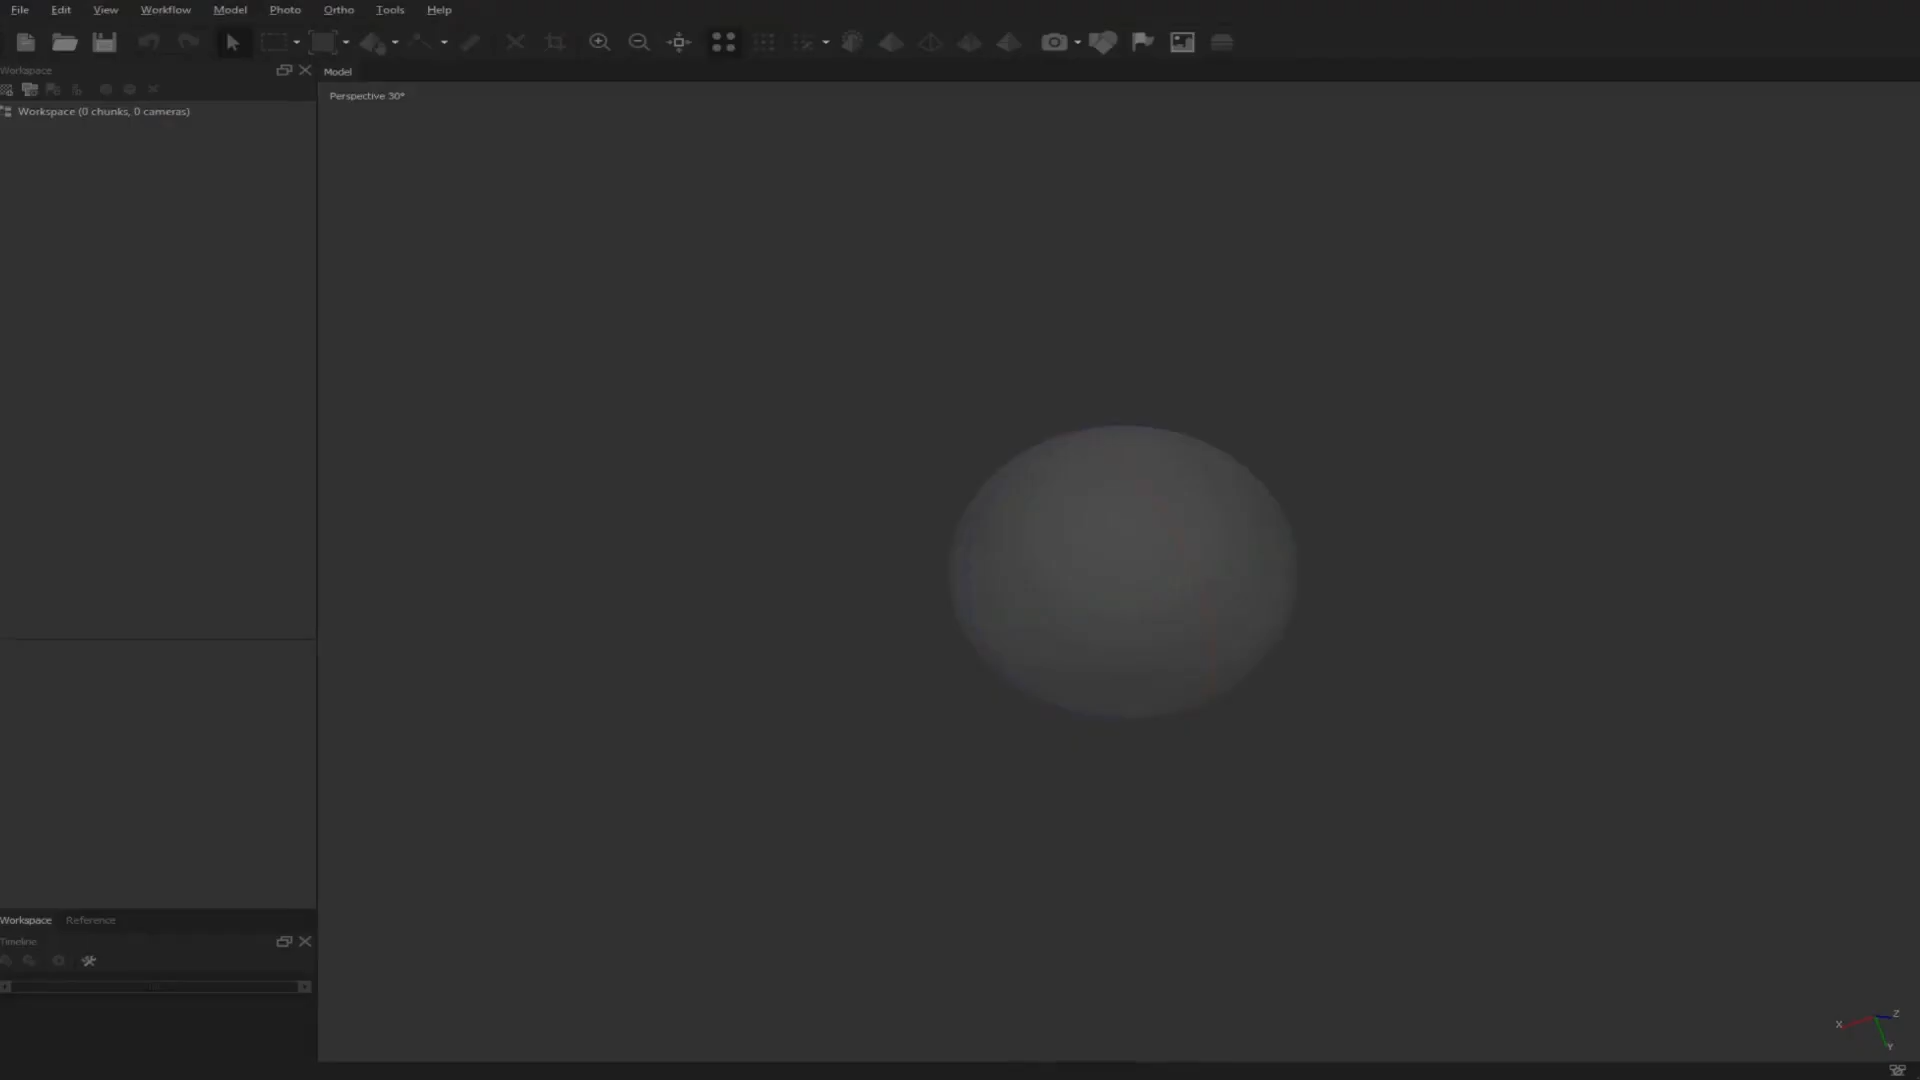 File Edit View Workflow Model Photo Ortho Tools Help
Workspace
Model
Perspective 30°
Workspace (0 chunks, 0 cameras)
Workspace Reference
Timeline
X Z
Y